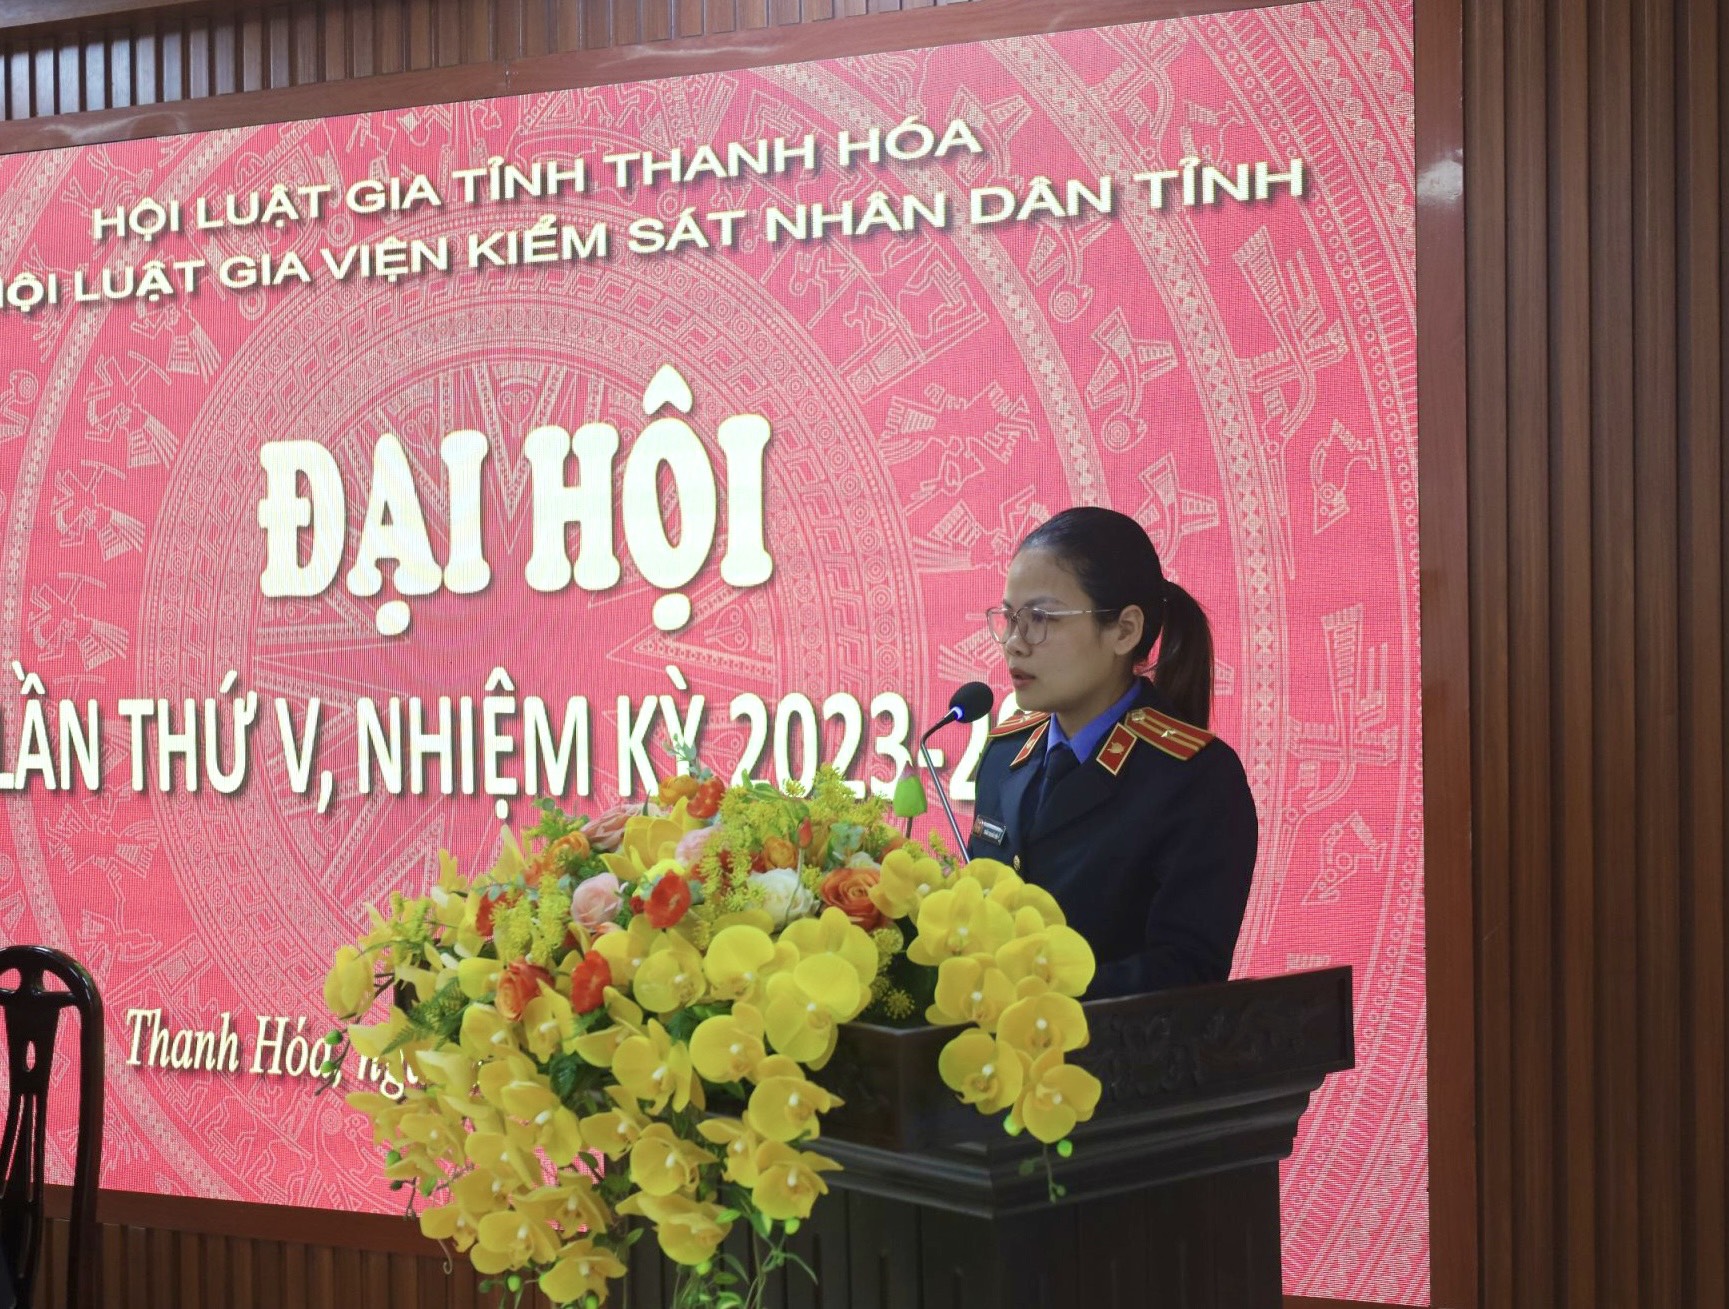 HỘI LUẬT GIA TỈNH THANH HÓA
HỘI LUẬT GIA VIỆN KIỂM SÁT NHÂN DÂN TỈNH
ĐẠI HỘI
LẦN THỨ V, NHIỆM KỲ 2023-2
Thanh Hóa,